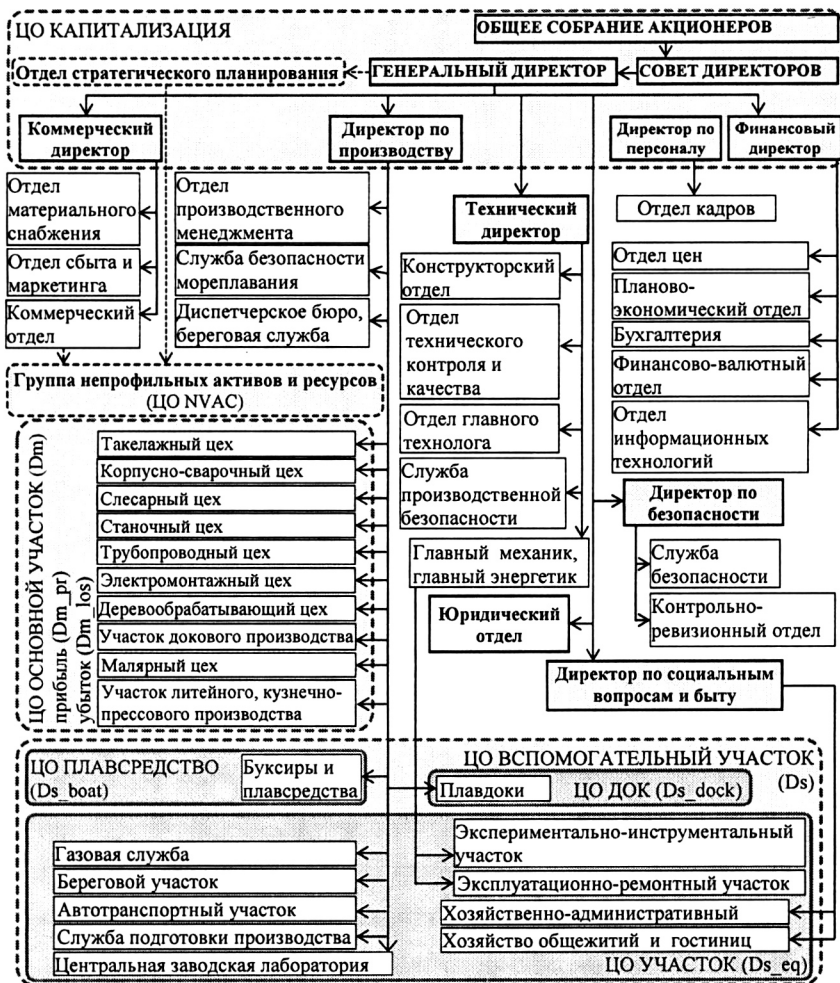 ЦО КАПИТАЛИЗАЦИЯ
ОБЩЕЕ СОБРАНИЕ АКЦИОНЕРОВ
Отдел стратегического планирования
ГЕНЕРАЛЬНЫЙ ДИРЕКТОР
СОВЕТ ДИРЕКТОРОВ
Коммерческий
директор
Директор по
производству
Директор по
персоналу
Финансовый
директор
Отдел
материального
снабжения
Отдел сбыта и
маркетинга
Коммерческий
отдел
Отдел
производственного
менеджмента
Служба безопасности
мореплавания
Диспетчерское бюро,
береговая служба
Технический
директор
Конструкторский
отдел
Отдел
технического
контроля и
качества
Отдел главного
технолога
Служба
производственной
безопасности
Главный механик,
главный энергетик
Отдел кадров
Отдел цен
Планово-
экономический отдел
Бухгалтерия
Финансово-валютный
отдел
Отдел
информационных
технологий
Группа непрофильных активов и ресурсов
(ЦО NVAC)
ЦО ОСНОВНОЙ УЧАСТОК (Dm)
прибыль (Dm_pr)
убыток (Dm_los)
Такелажный цех
Корпусно-сварочный цех
Слесарный цех
Станочный цех
Трубопроводный цех
Электромонтажный цех
Деревообрабатывающий цех
Участок докового производства
Малярный цех
Участок литейного, кузнечно-
прессового производства
Директор по
безопасности
Служба
безопасности
Контрольно-
ревизионный отдел
Юридический
отдел
Директор по социальным
вопросам и быту
ЦО ВСПОМОГАТЕЛЬНЫЙ УЧАСТОК
(Ds)
ЦО ПЛАВСРЕДСТВО
(Ds_boat)
Буксиры и
плавсредства
Плавдоки
ЦО ДОК (Ds_dock)
Газовая служба
Береговой участок
Автотранспортный участок
Служба подготовки производства
Центральная заводская лаборатория
Экспериментально-инструментальный
участок
Эксплуатационно-ремонтный участок
Хозяйственно-административный
Хозяйство общежитий и гостиниц
ЦО УЧАСТОК (Ds_eq)